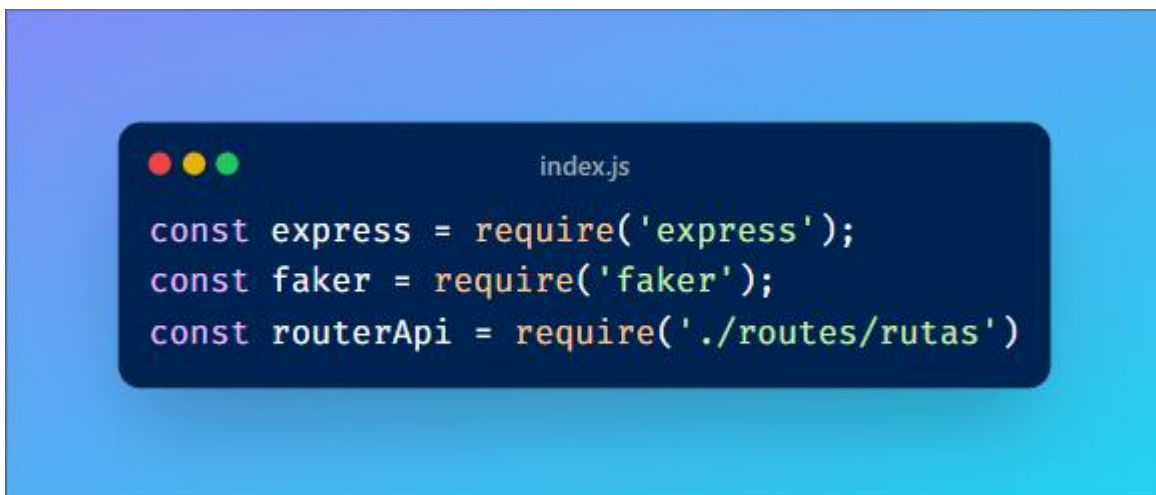 index.js
const express = require('express');
const faker = require('faker');
const routerApi = require('./routes/rutas')